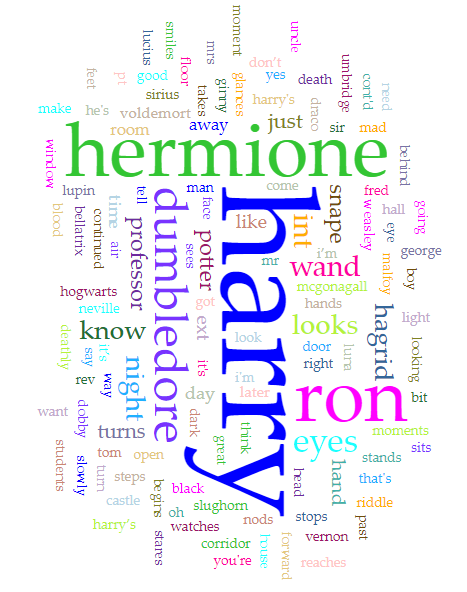 moment
uncle
lucius
smiles
floor
mrs
don't
feet
pt
good
yes
death
umbridge
cont'd
need
sirius
takes
ginny
glances
make
he's
voldemort
harry's
draco
room
away
just
sir
mad
hermione
window
behind
lupin
tell
man
face
come
fred
blood
bellatrix
continued
time
air
professor
dumbledore
sees
potter
like
harry
int
snape
weasley
hall
eye
going
i'm
george
mr
wand
malfoy
boy
mcgonagall
hogwarts
neville
got
hands
light
ext
looks
hagrid
know
look
deathly
say
it's
way
it's
door
right
luna
looking
rev
night
i'm
day
later
ron
bit
want
dobby
turns
dark
great
think
eyes
moments
sits
students
slowly
tom
open
turn
steps
head
hand
stands
that's
begins
black
riddle
castle
oh
slughorn
stops
past
harry's
stares
watches
nods
vernon
corridor
you're
house
forward
reaches